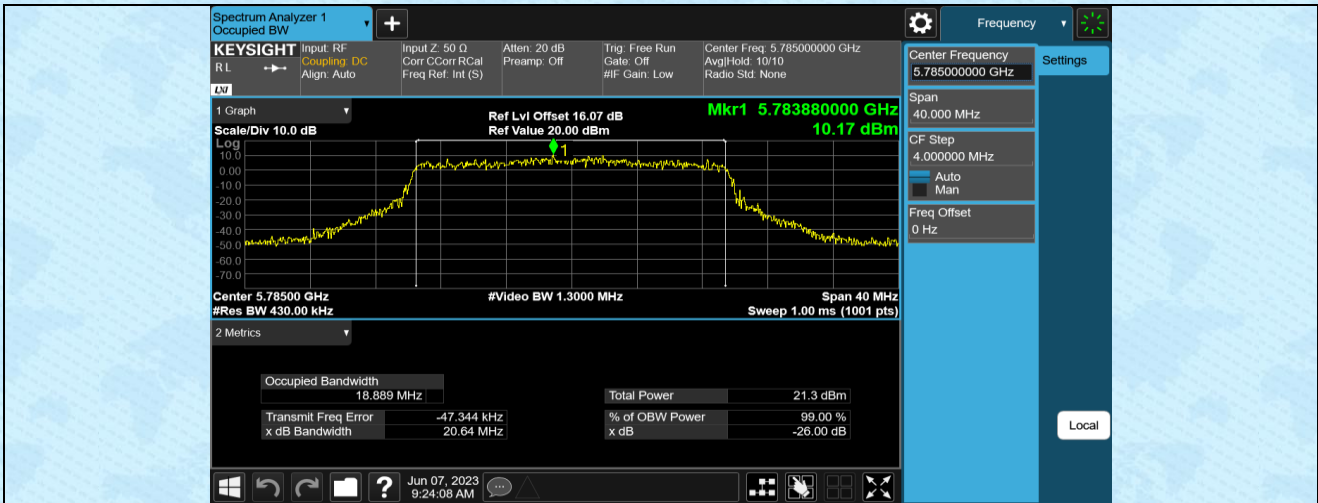 Spectrum Analyzer 1
Occupied BW
Frequency
KEYSIGHT
R L
LXI
Input: RF
Coupling: DC
Align: Auto
Input Z: 50 Ω
Corr CCorr RCal
Freq Ref: Int (S)
Atten: 20 dB
Preamp: Off
Trig: Free Run
Gate: Off
#IF Gain: Low
Center Freq: 5.785000000 GHz
Avg|Hold: 10/10
Radio Std: None
Center Frequency
5.785000000 GHz
Settings
Span
40.000 MHz
CF Step
4.000000 MHz
Auto
Man
Freq Offset
0 Hz
Local
1 Graph
Scale/Div 10.0 dB
Ref Lvl Offset 16.07 dB
Ref Value 20.00 dBm
Mkr1 5.783880000 GHz
10.17 dBm
Log
1
10.0
0.00
-10.0
-20.0
-30.0
-40.0
-50.0
-60.0
-70.0
Center 5.78500 GHz
#Video BW 1.3000 MHz
Span 40 MHz
#Res BW 430.00 kHz
Sweep 1.00 ms (1001 pts)
2 Metrics
Occupied Bandwidth
18.889 MHz
Total Power 21.3 dBm
Transmit Freq Error -47.344 kHz
% of OBW Power 99.00 %
x dB Bandwidth 20.64 MHz
x dB -26.00 dB
?
Jun 07, 2023
9:24:08 AM